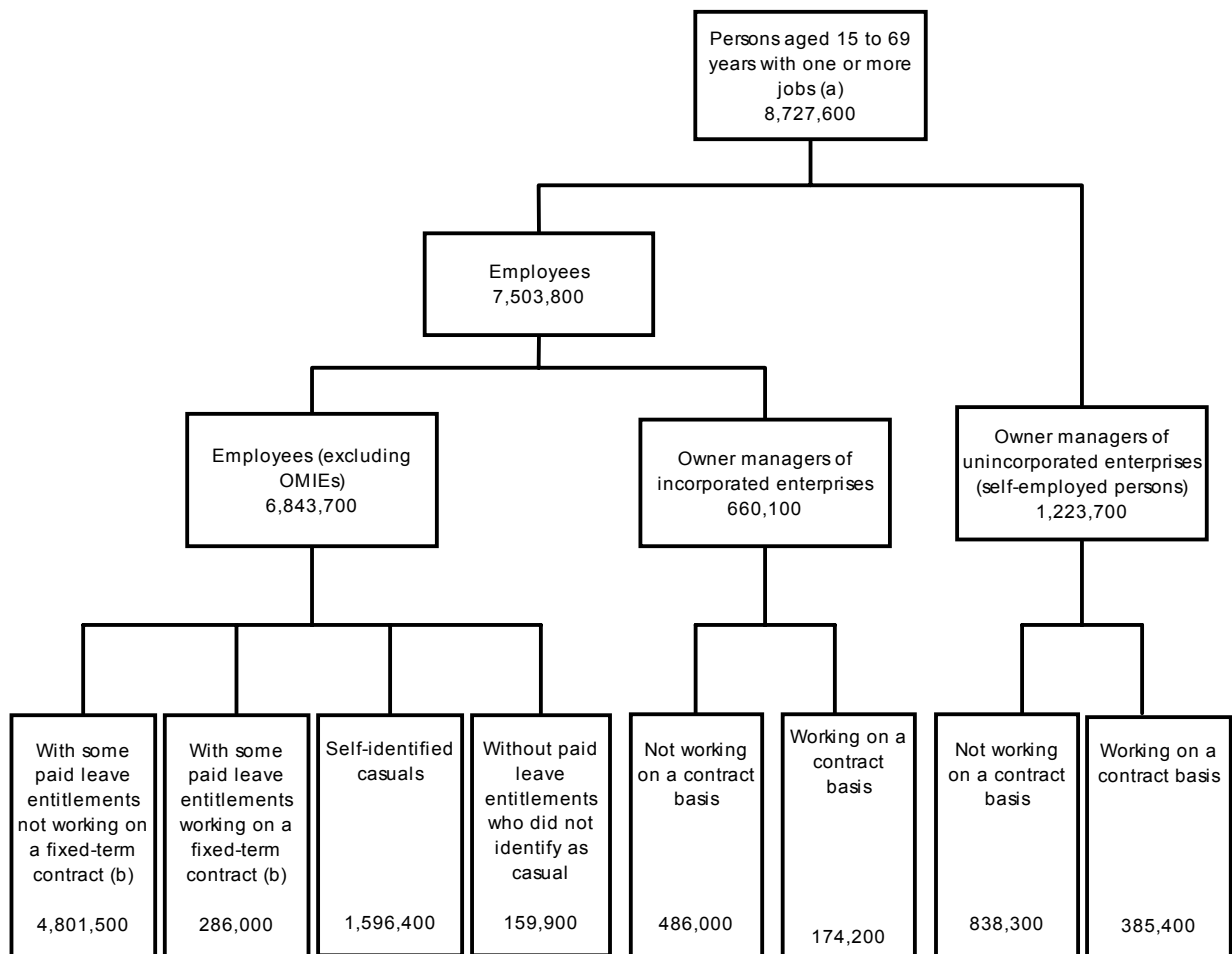 Persons aged 15 to 69
years with one or more
jobs (a)
8,727,600
Employees
7,503,800
Employees (excluding
OMIEs)
6,843,700
Owner managers of
incorporated enterprises
660,100
Owner managers of
unincorporated enterprises
(self-employed persons)
1,223,700
With some
paid leave
entitlements
not working on
a fixed-term
contract (b)
4,801,500
With some
paid leave
entitlements
working on a
fixed-term
contract (b)
286,000
Self-identified
casuals
1,596,400
Without paid
leave
entitlements
who did not
identify as
casual
159,900
Not working
on a contract
basis
486,000
Working on a
contract basis
174,200
Not working
on a contract
basis
838,300
Working on a
contract basis
385,400